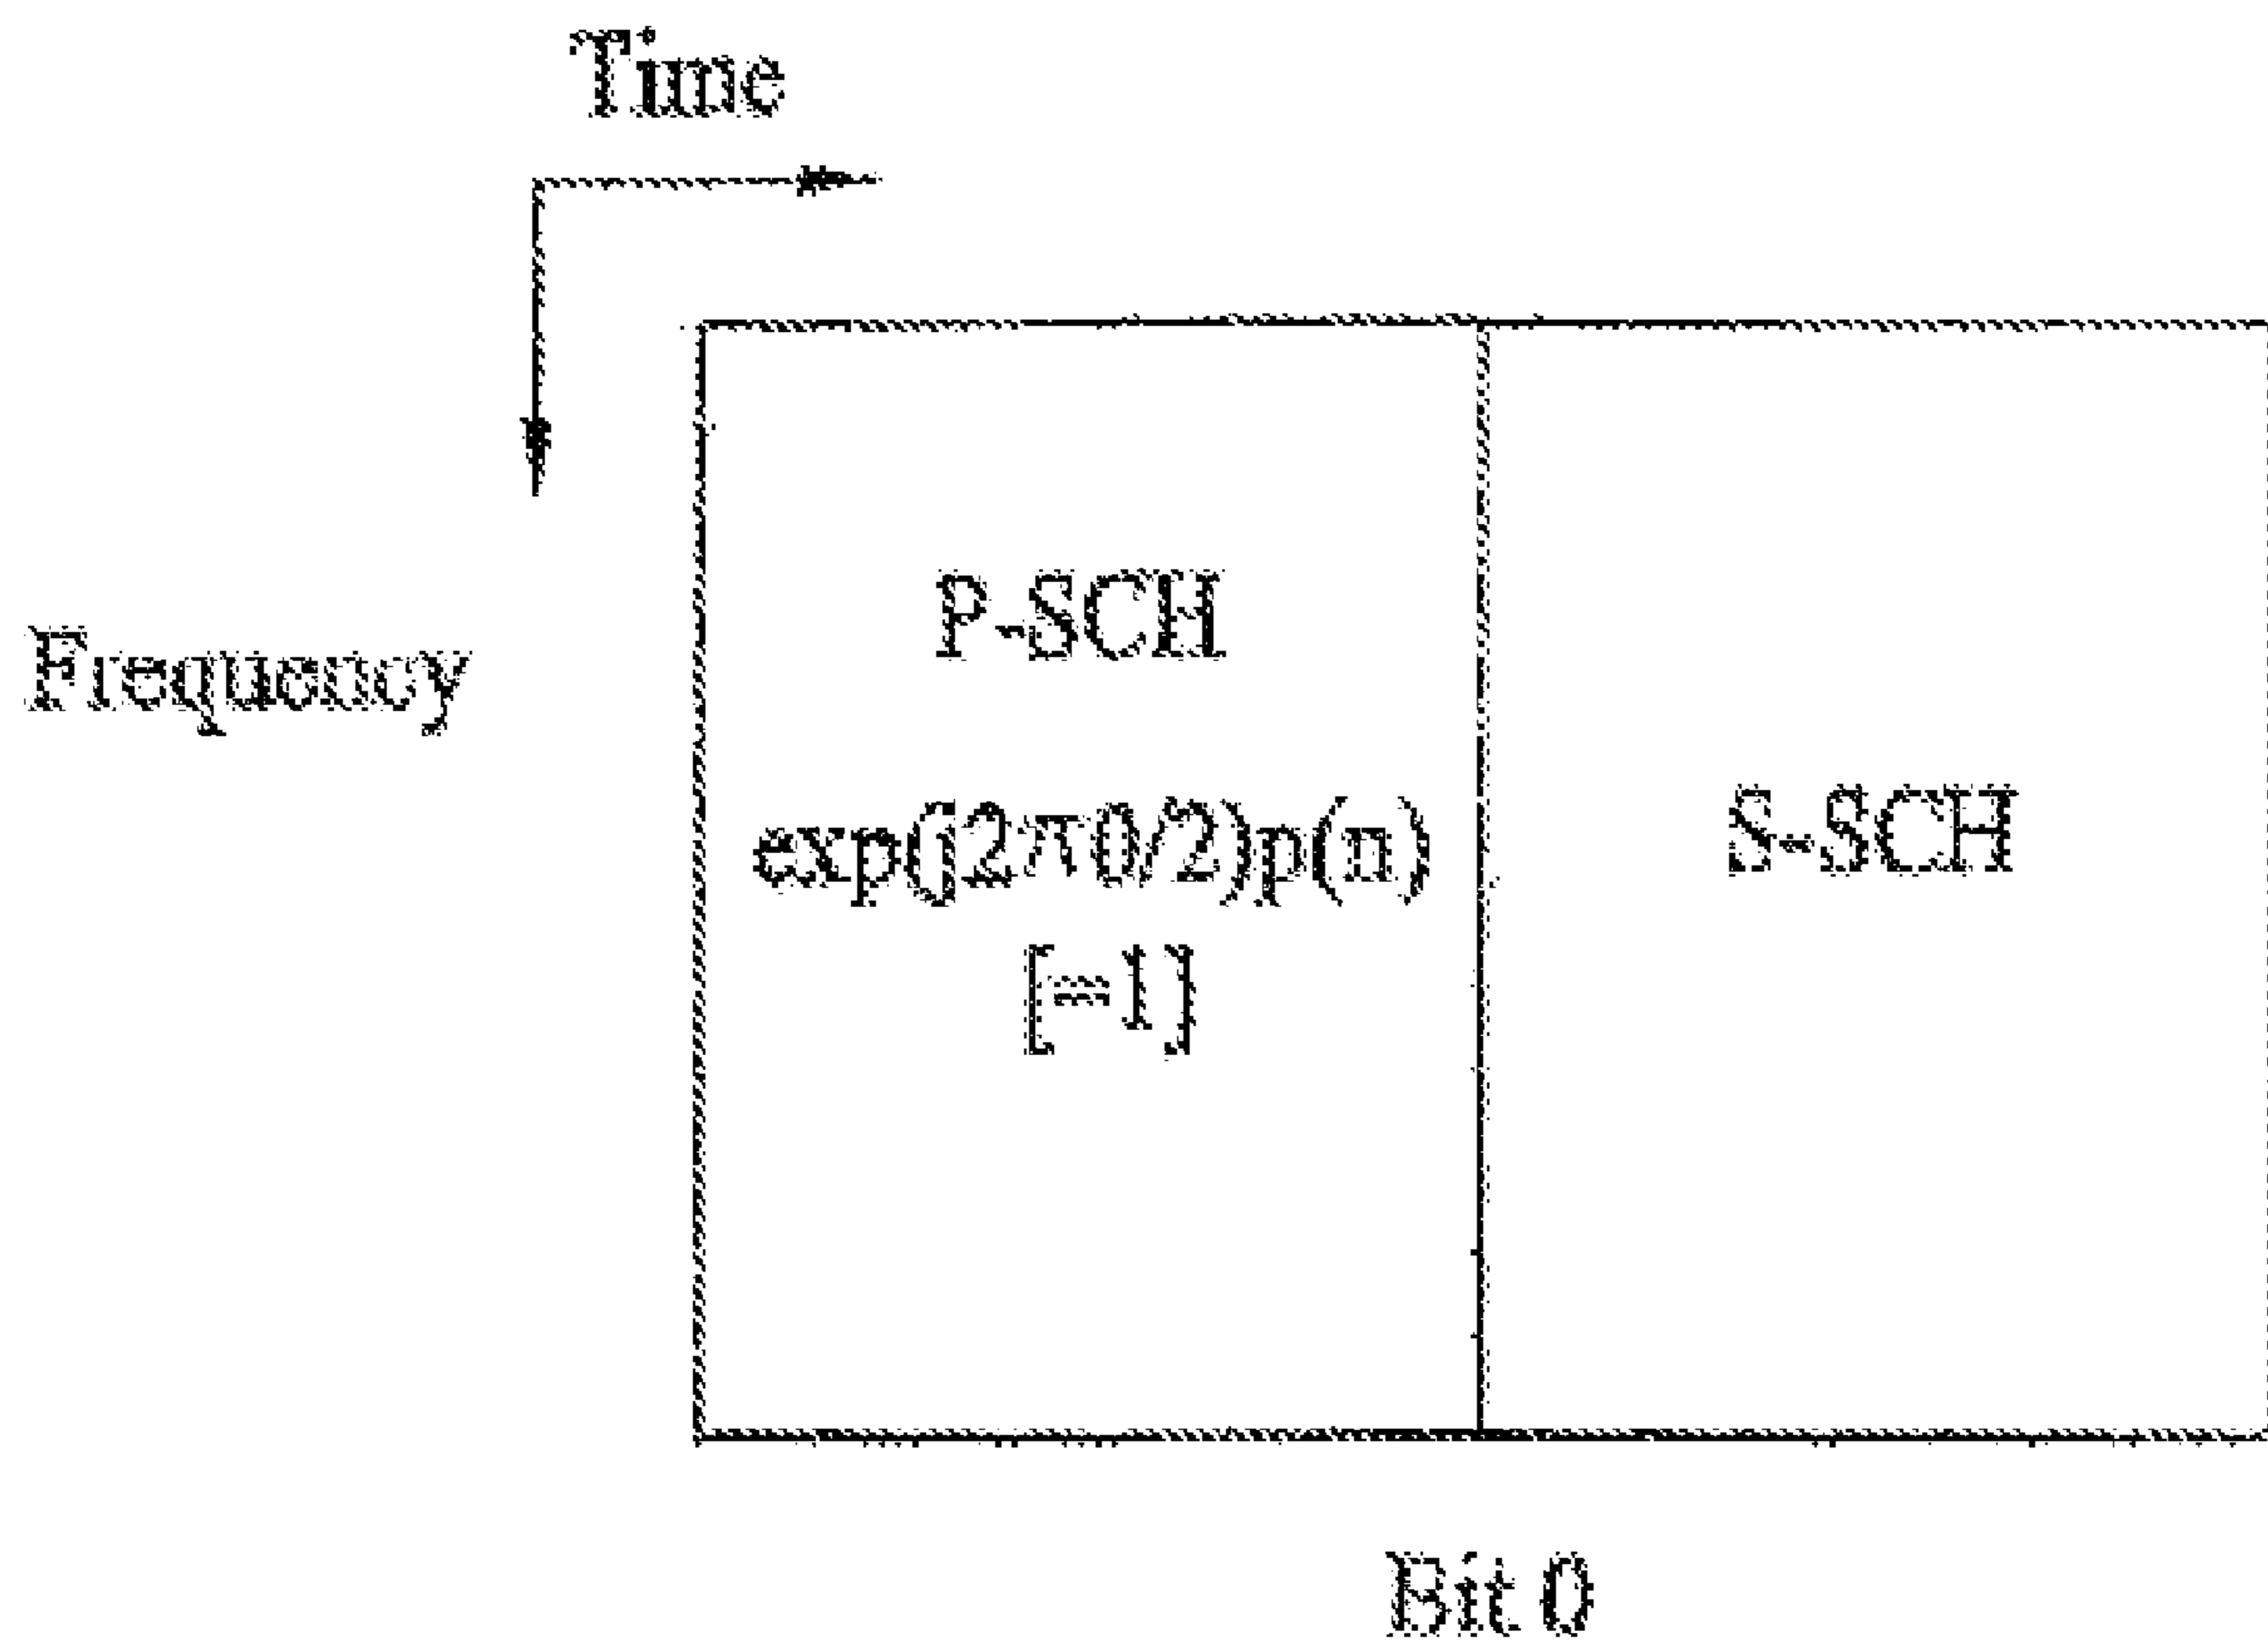 Time
Frequency
P-SCH
exp(j2π0/2)p(n)
[=1]
S-SCH
Bit 0